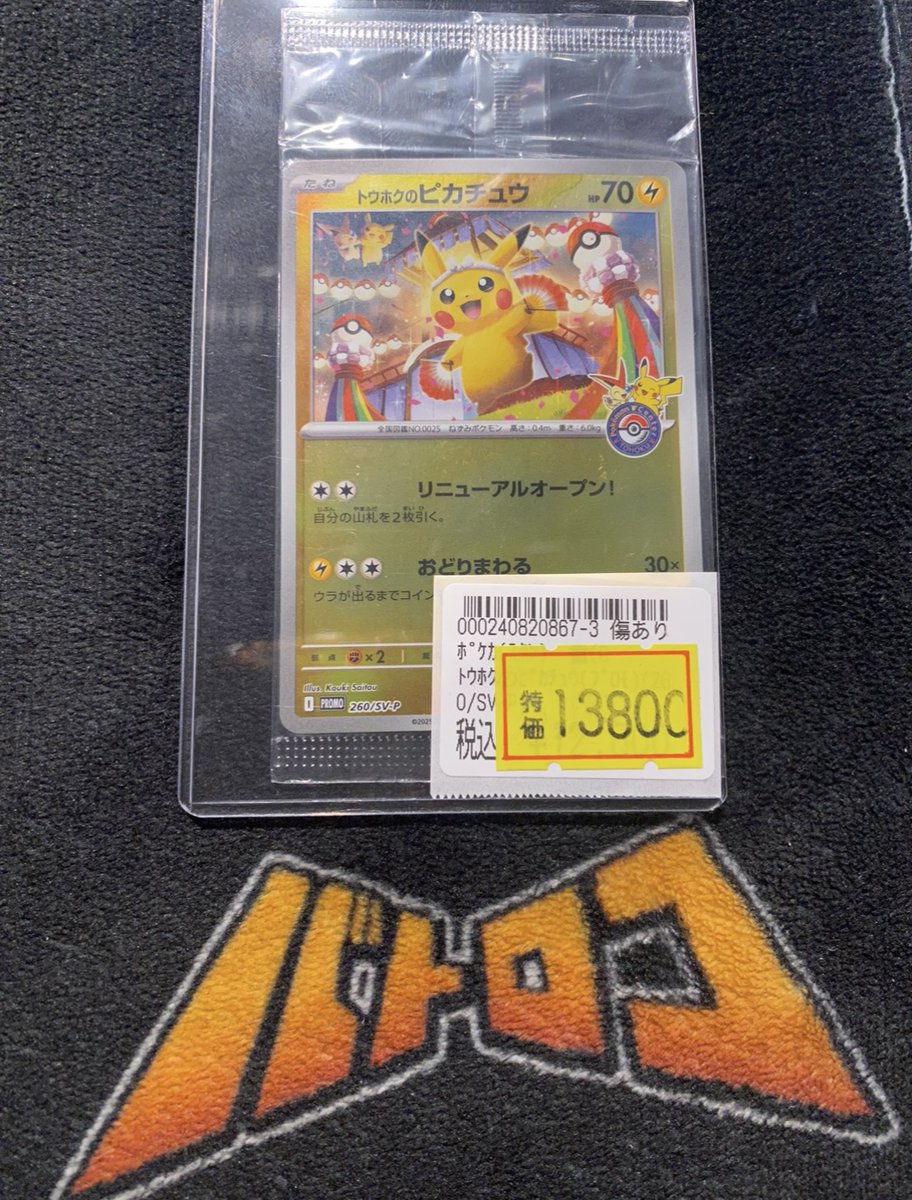 たね
トウホクのピカチュウ HP70
全国図鑑NO.0025 ねずみポケモン 高さ:0.4m 重さ:6.0kg
Pokémon Center
TOHOKU
リニューアルオープン!
自分の山札を2枚引く。
おどりまわる 30×
ウラが出るまでコイン
弱点 ×2
Illus. Kouki Saitou
I PROMO 260/SV-P
©2025
000240820867-3 傷あり
ポケカ
トウホク
0/SV
税込
特価 13800
バトロコ